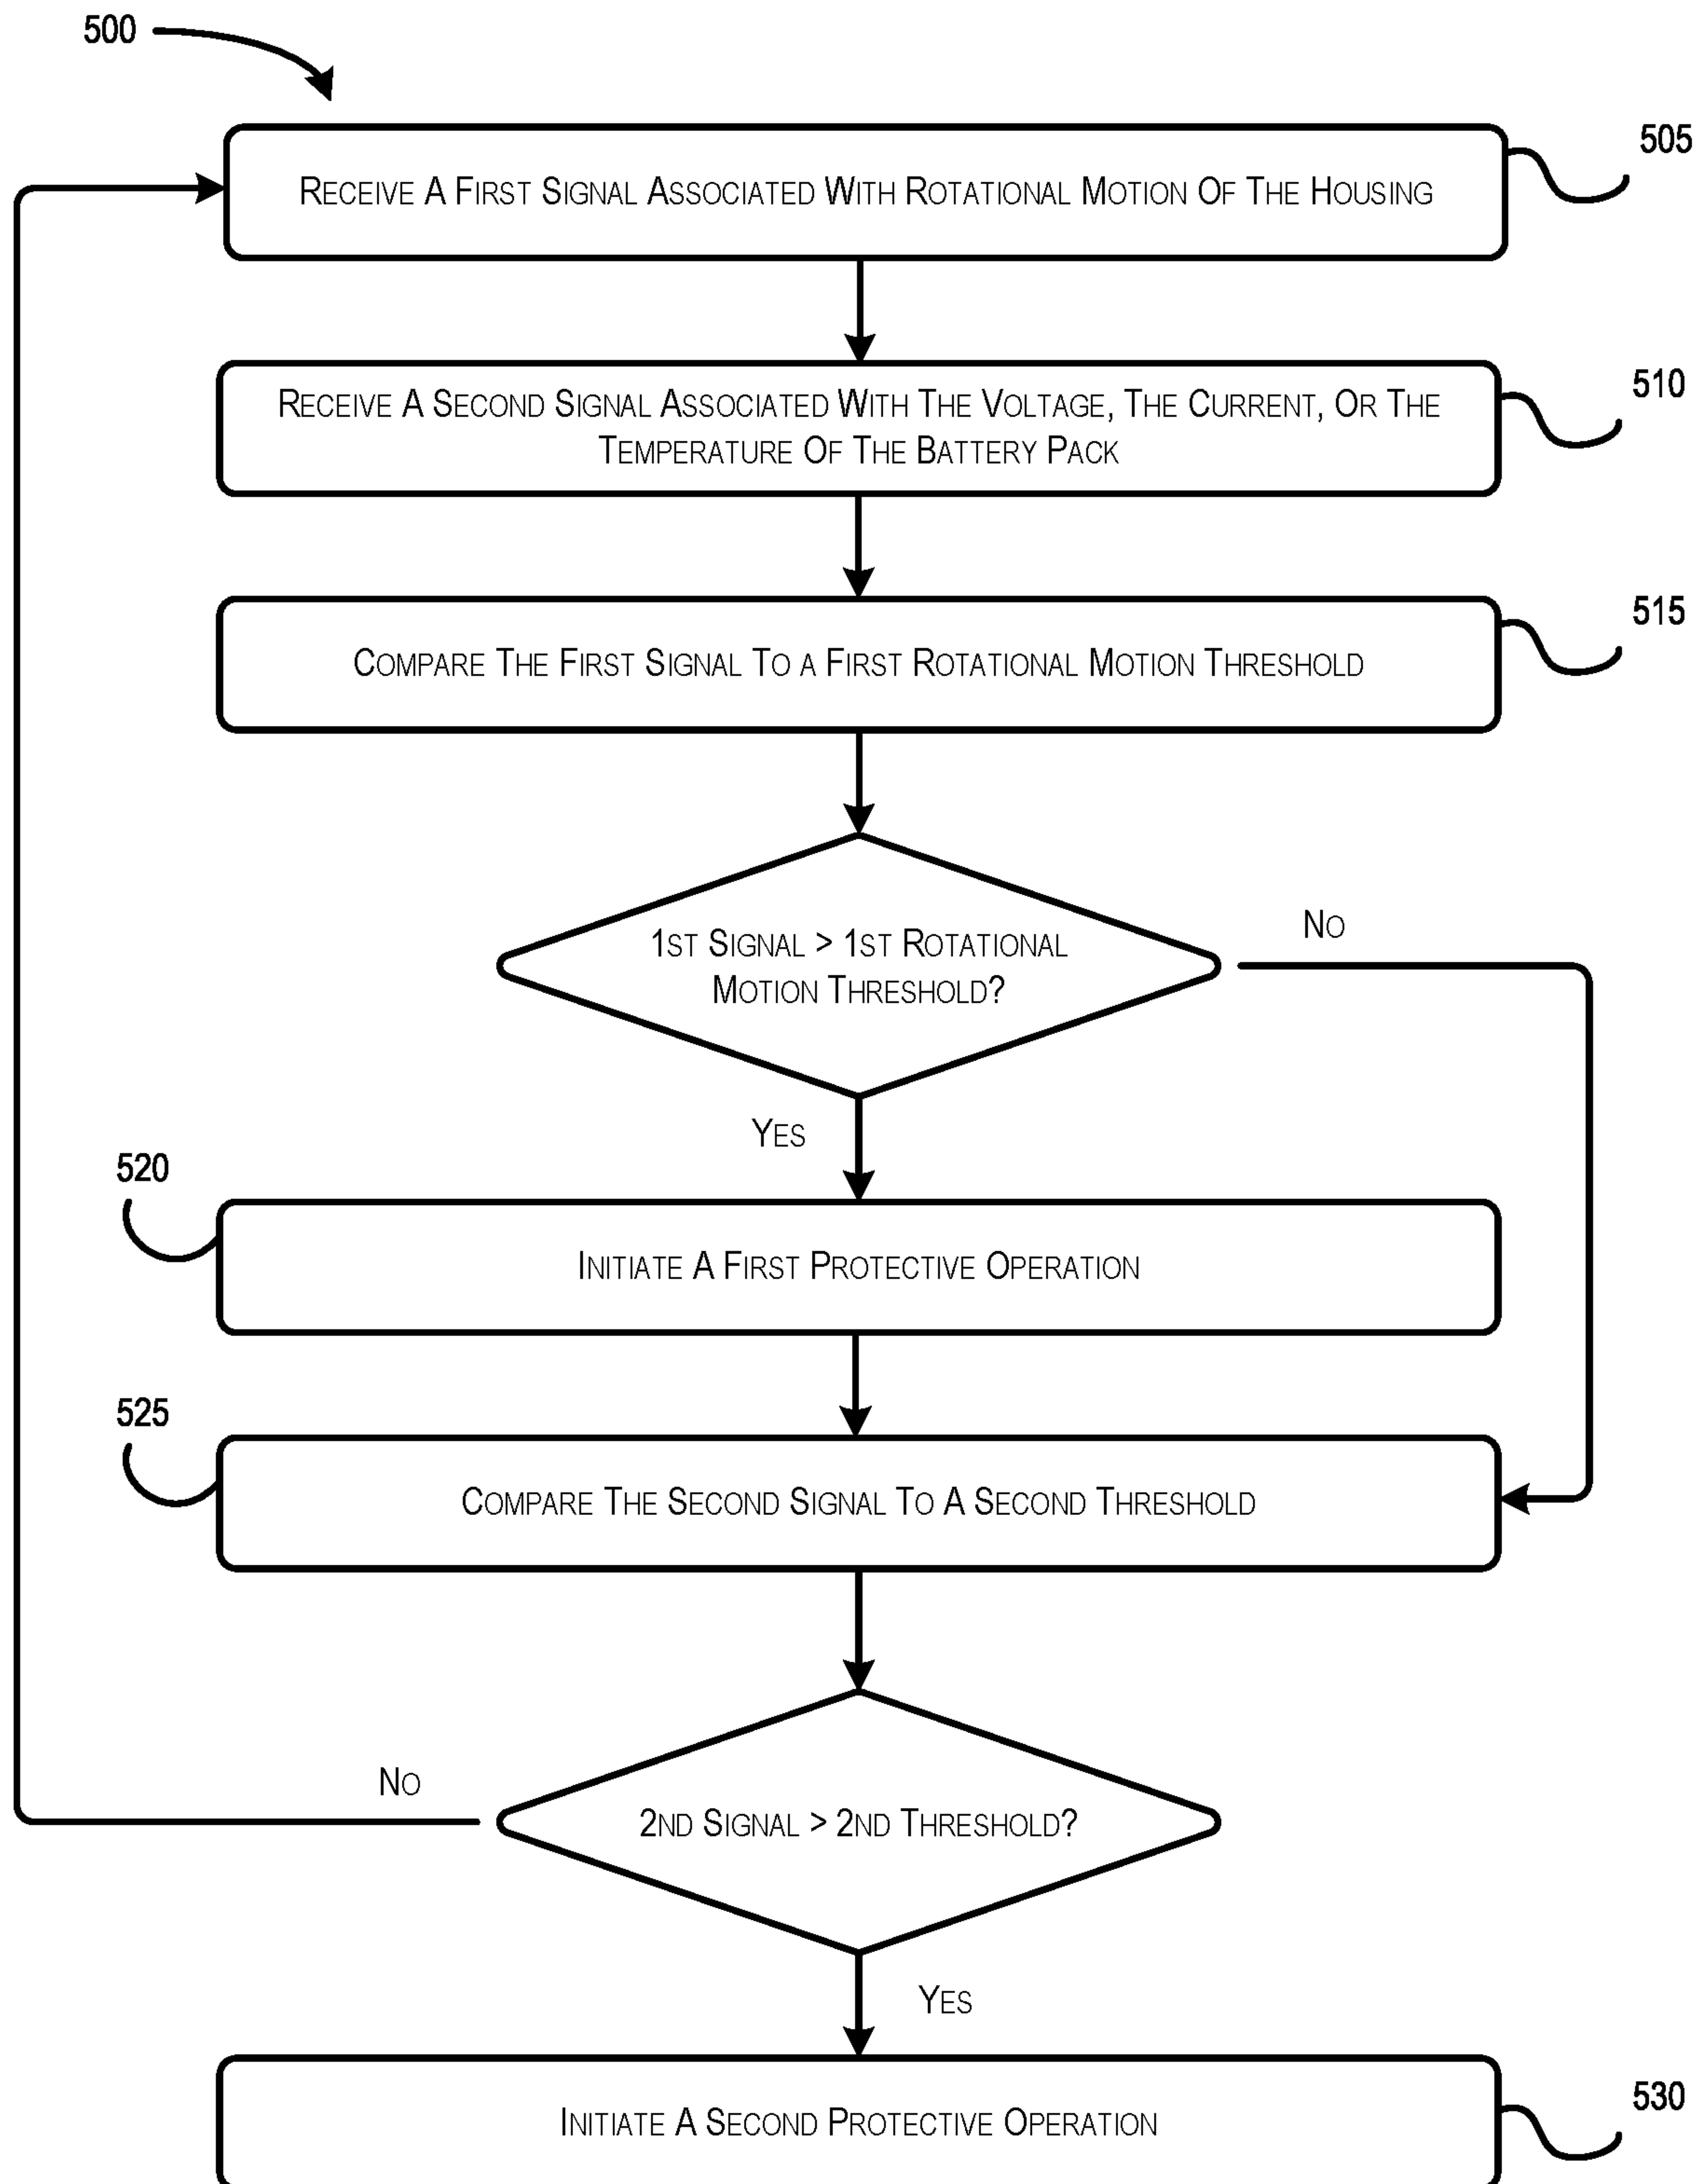 500
505
Receive A First Signal Associated With Rotational Motion Of The Housing
510
Receive A Second Signal Associated With The Voltage, The Current, Or The
Temperature Of The Battery Pack
515
Compare The First Signal To a First Rotational Motion Threshold
1st Signal > 1st Rotational
Motion Threshold?
No
Yes
520
Initiate A First Protective Operation
525
Compare The Second Signal To A Second Threshold
No
2nd Signal > 2nd Threshold?
Yes
530
Initiate A Second Protective Operation